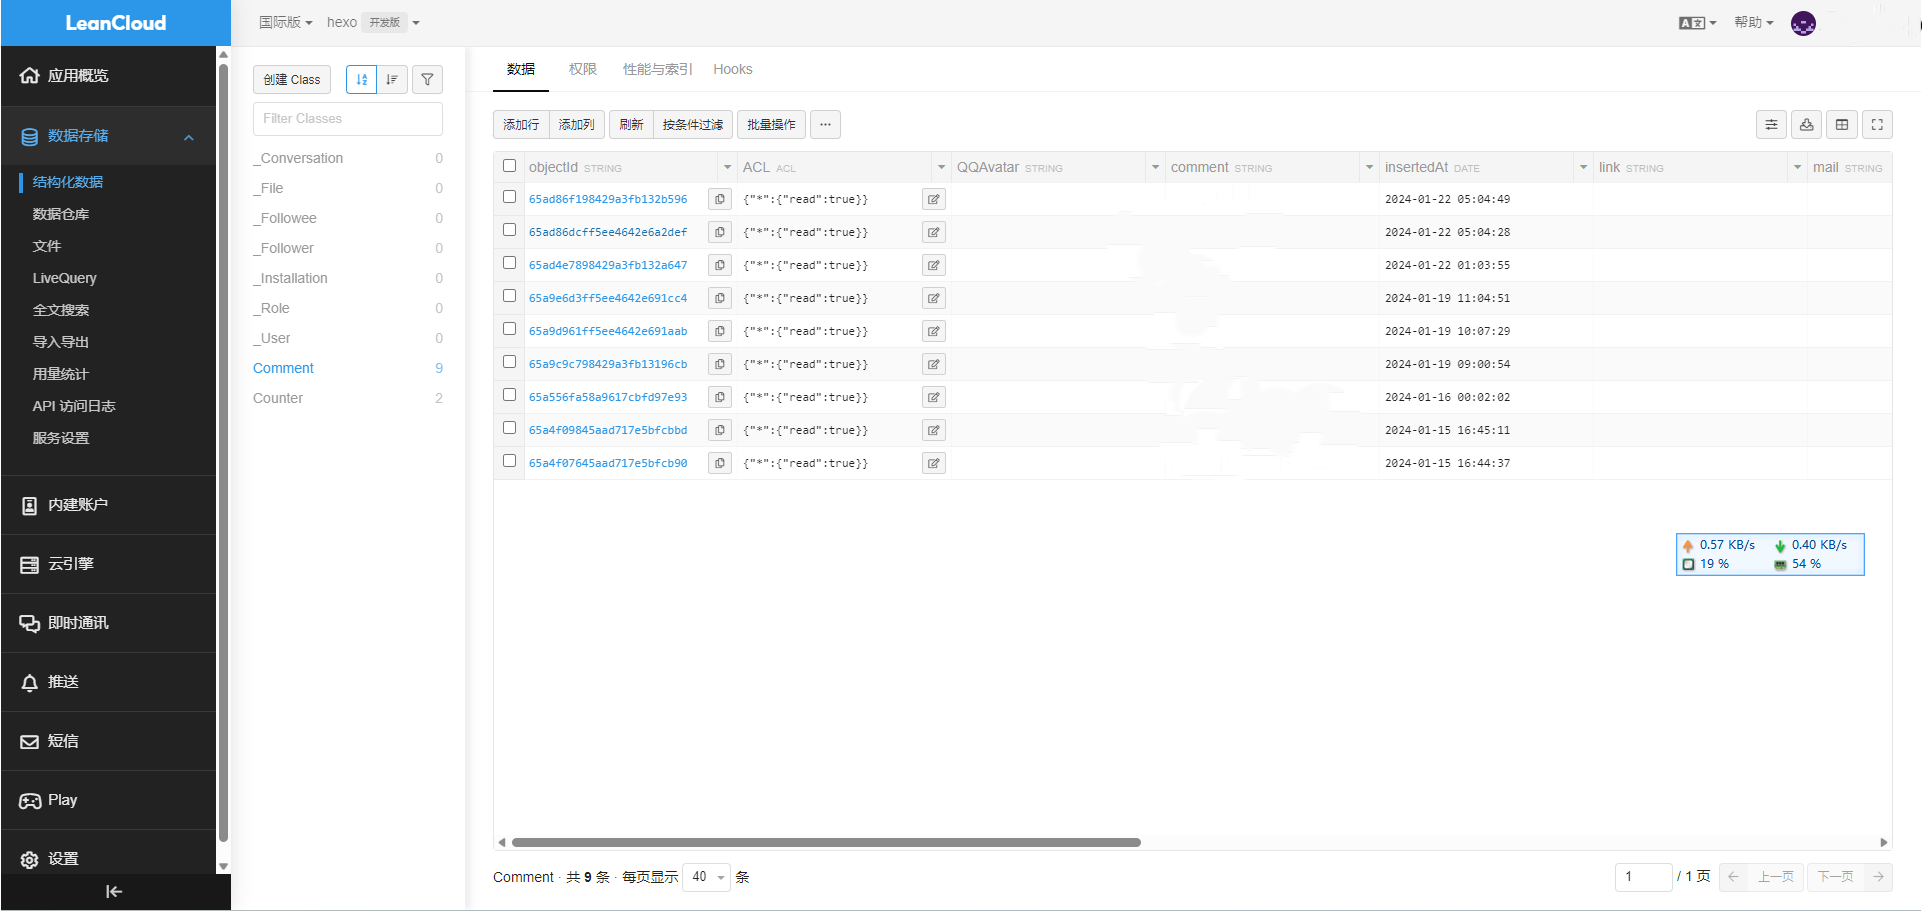 LeanCloud
国际版 hexo 开发版
帮助
应用概览
数据存储
结构化数据
数据仓库
文件
LiveQuery
全文搜索
导入导出
用量统计
API 访问日志
服务设置
内建账户
云引擎
即时通讯
推送
短信
Play
设置
创建 Class
Filter Classes
_Conversation 0
_File 0
_Followee 0
_Follower 0
_Installation 0
_Role 0
_User 0
Comment 9
Counter 2
数据 权限 性能与索引 Hooks
添加行 添加列 刷新 按条件过滤 批量操作 ···
objectId STRING ACL ACL QQAvatar STRING comment STRING insertedAt DATE link STRING mail STRING
65ad86f198429a3fb132b596 {"*":{"read":true}} 2024-01-22 05:04:49
65ad86dcff5ee4642e6a2def {"*":{"read":true}} 2024-01-22 05:04:28
65ad4e7898429a3fb132a647 {"*":{"read":true}} 2024-01-22 01:03:55
65a9e6d3ff5ee4642e691cc4 {"*":{"read":true}} 2024-01-19 11:04:51
65a9d961ff5ee4642e691aab {"*":{"read":true}} 2024-01-19 10:07:29
65a9c9c798429a3fb13196cb {"*":{"read":true}} 2024-01-19 09:00:54
65a556fa58a9617cbfd97e93 {"*":{"read":true}} 2024-01-16 00:02:02
65a4f09845aad717e5bfcbbd {"*":{"read":true}} 2024-01-15 16:45:11
65a4f07645aad717e5bfcb90 {"*":{"read":true}} 2024-01-15 16:44:37
0.57 KB/s 0.40 KB/s
19 % 54 %
Comment · 共 9 条 · 每页显示 40 条
1 / 1 页 上一页 下一页